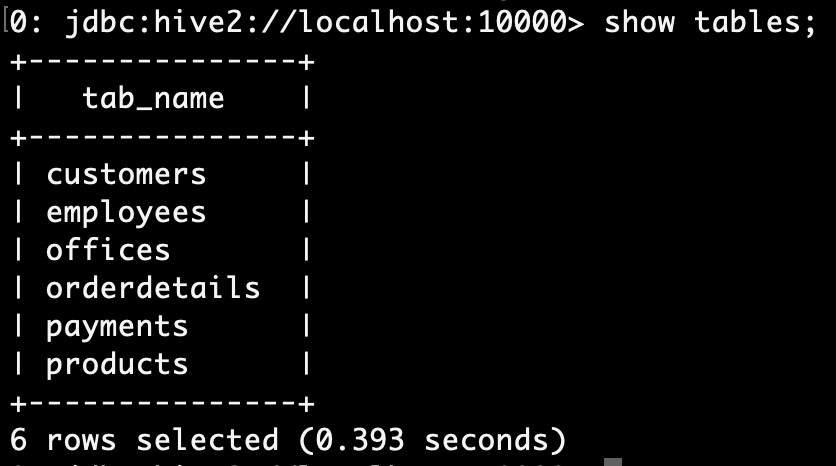 0: jdbc:hive2://localhost:10000> show tables;
+---------------+
|   tab_name    |
+---------------+
| customers     |
| employees     |
| offices       |
| orderdetails  |
| payments      |
| products      |
+---------------+
6 rows selected (0.393 seconds)